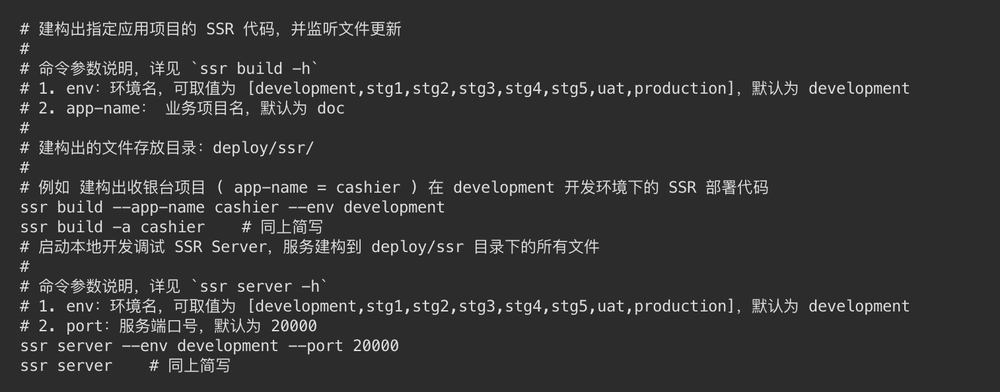 # 建构出指定应用项目的 SSR 代码，并监听文件更新
#
# 命令参数说明，详见 `ssr build -h`
# 1. env：环境名，可取值为 [development,stg1,stg2,stg3,stg4,stg5,uat,production]，默认为 development
# 2. app-name： 业务项目名，默认为 doc
#
# 建构出的文件存放目录：deploy/ssr/
#
# 例如 建构出收银台项目 ( app-name = cashier ) 在 development 开发环境下的 SSR 部署代码
ssr build --app-name cashier --env development
ssr build -a cashier    # 同上简写
# 启动本地开发调试 SSR Server，服务建构到 deploy/ssr 目录下的所有文件
#
# 命令参数说明，详见 `ssr server -h`
# 1. env：环境名，可取值为 [development,stg1,stg2,stg3,stg4,stg5,uat,production]，默认为 development
# 2. port：服务端口号，默认为 20000
ssr server --env development --port 20000
ssr server    # 同上简写